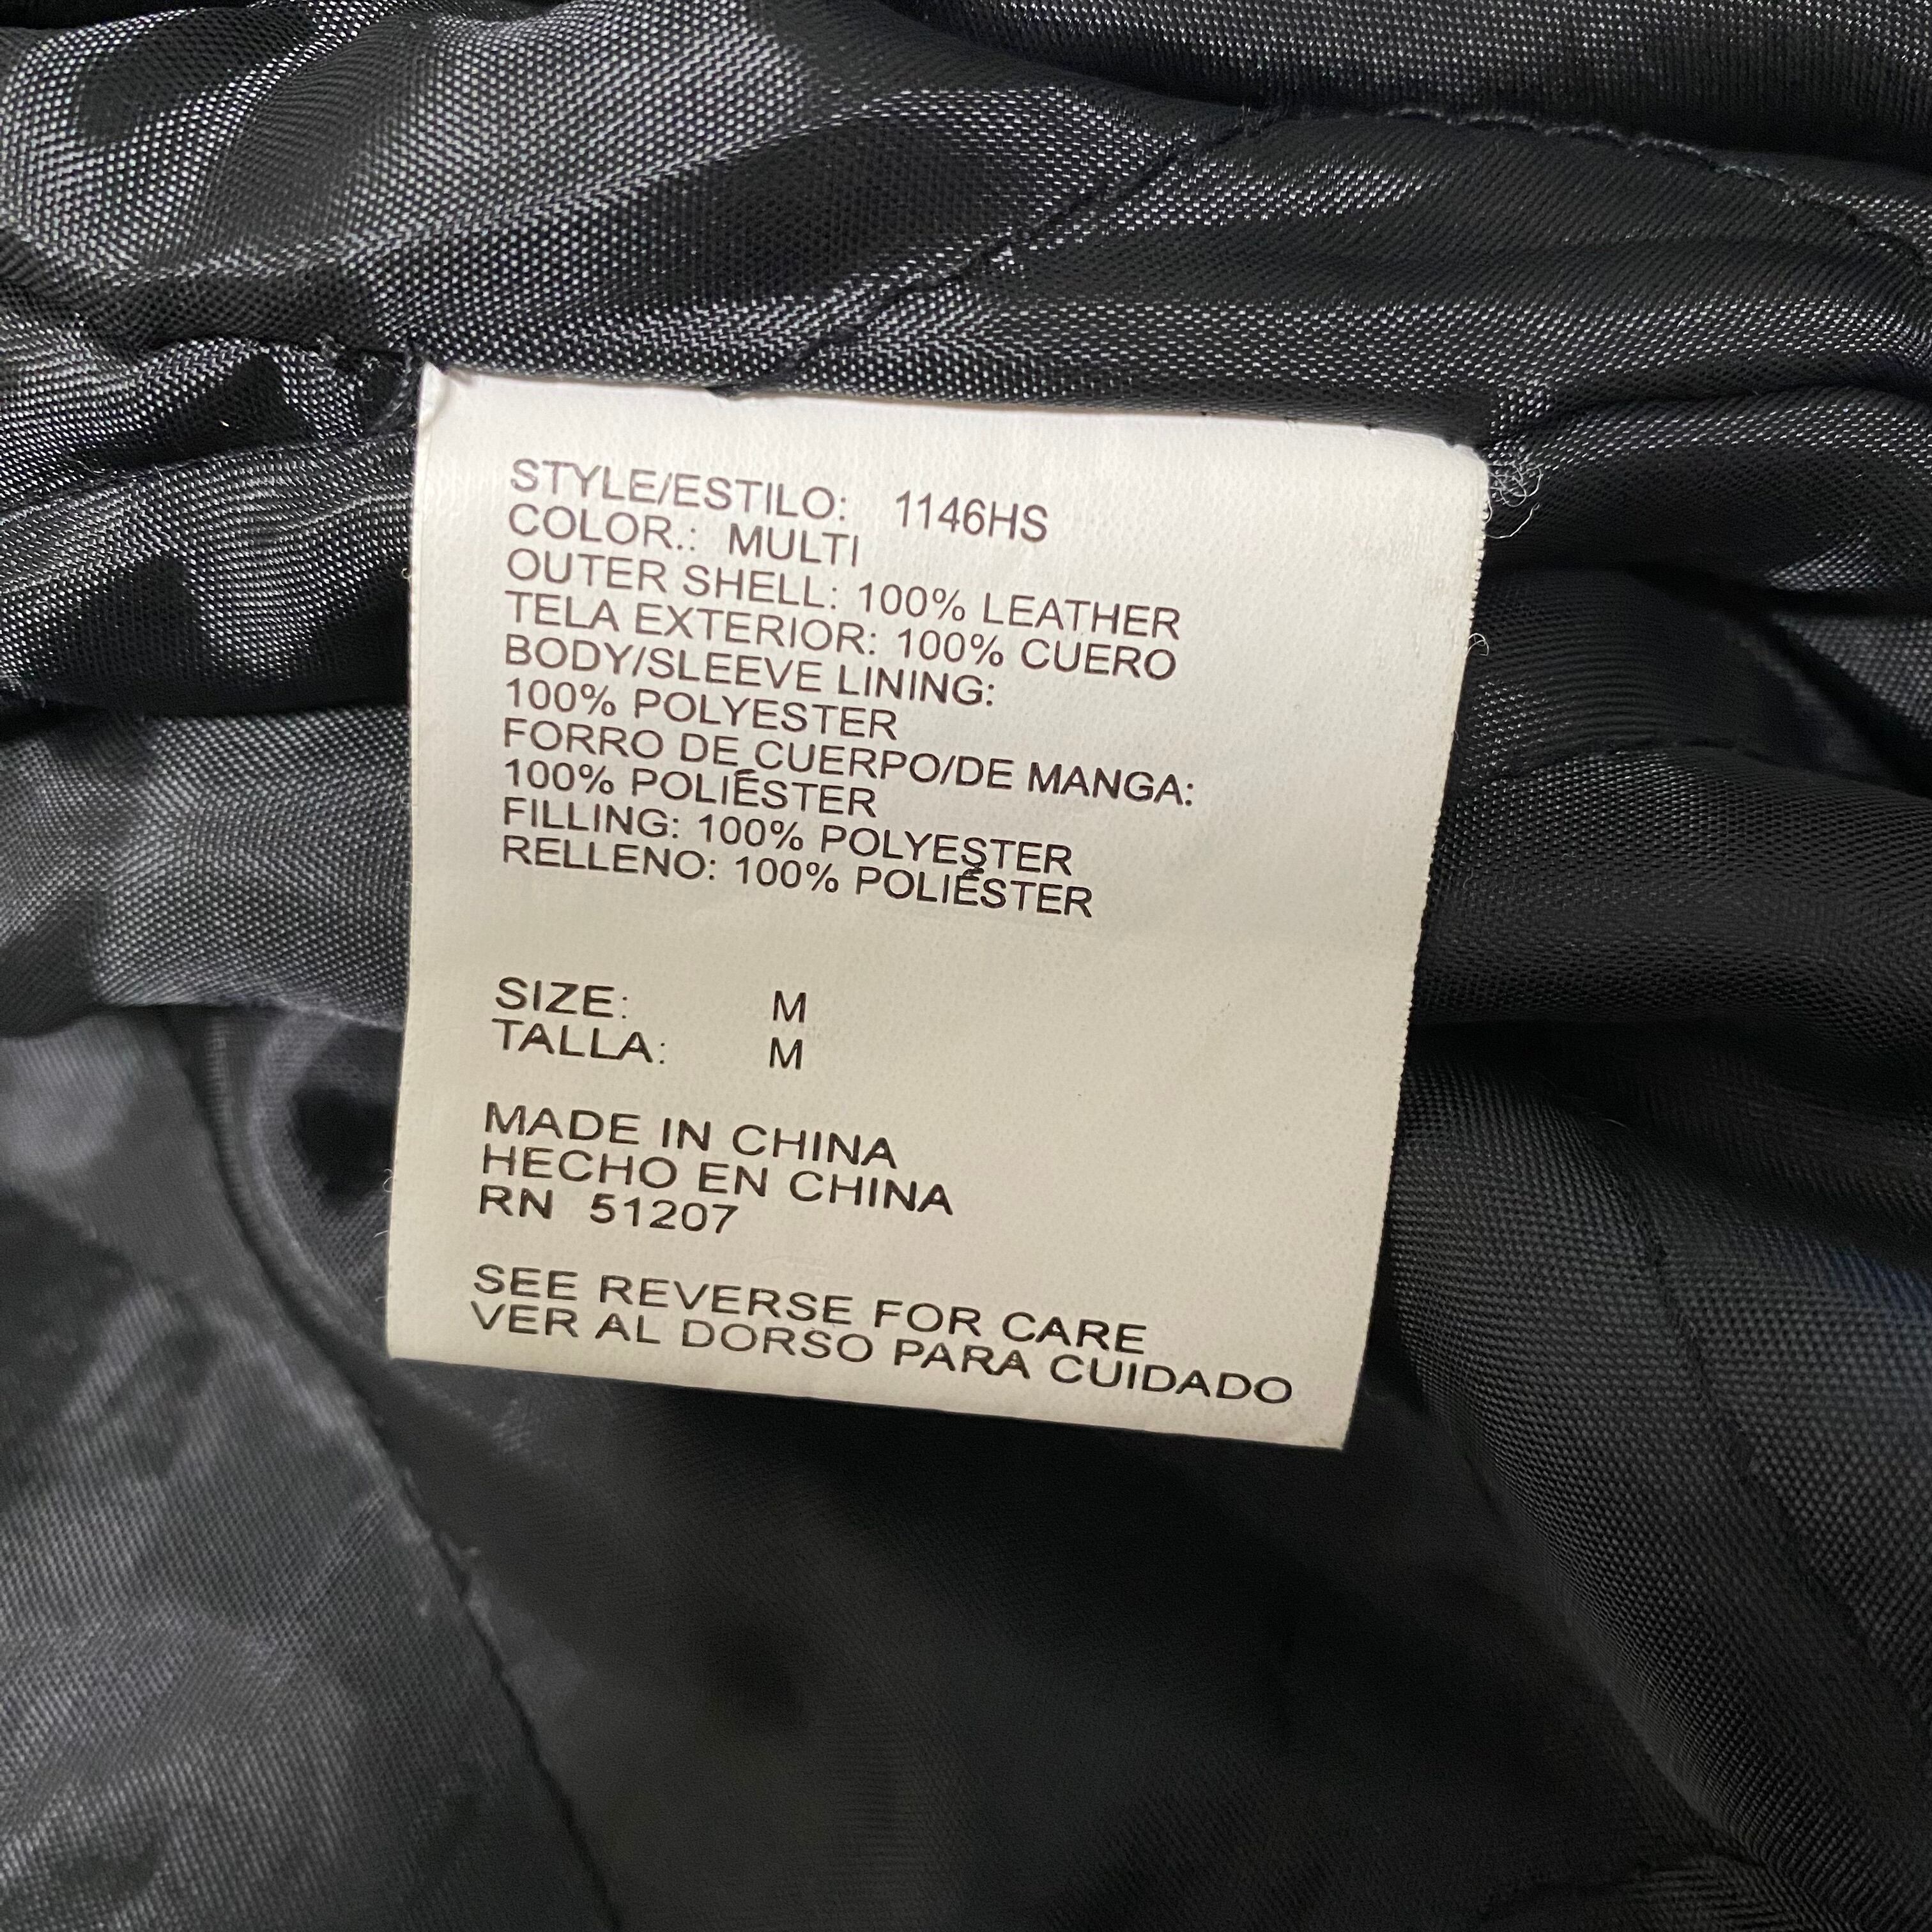 STYLE/ESTILO: 1146HS
COLOR.: MULTI
OUTER SHELL: 100% LEATHER
TELA EXTERIOR: 100% CUERO
BODY/SLEEVE LINING:
100% POLYESTER
FORRO DE CUERPO/DE MANGA:
100% POLIÉSTER
FILLING: 100% POLYESTER
RELLENO: 100% POLIÉSTER
SIZE: M
TALLA: M
MADE IN CHINA
HECHO EN CHINA
RN 51207
SEE REVERSE FOR CARE
VER AL DORSO PARA CUIDADO